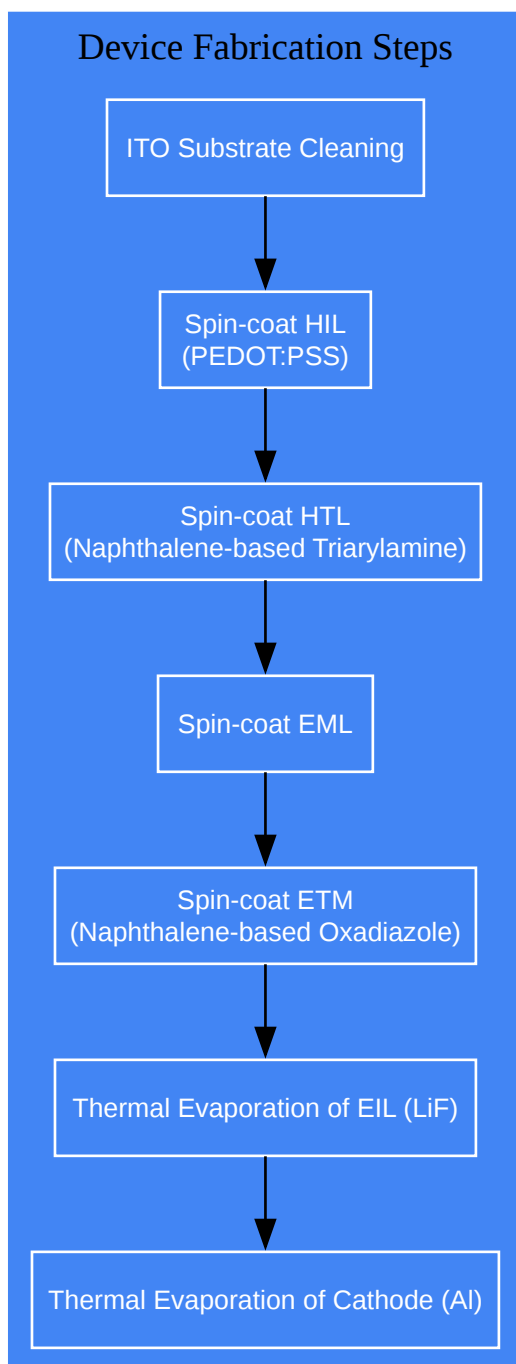 Device Fabrication Steps
ITO Substrate Cleaning
Spin-coat HIL
(PEDOT:PSS)
Spin-coat HTL
(Naphthalene-based Triarylamine)
Spin-coat EML
Spin-coat ETM
(Naphthalene-based Oxadiazole)
Thermal Evaporation of EIL (LiF)
Thermal Evaporation of Cathode (Al)